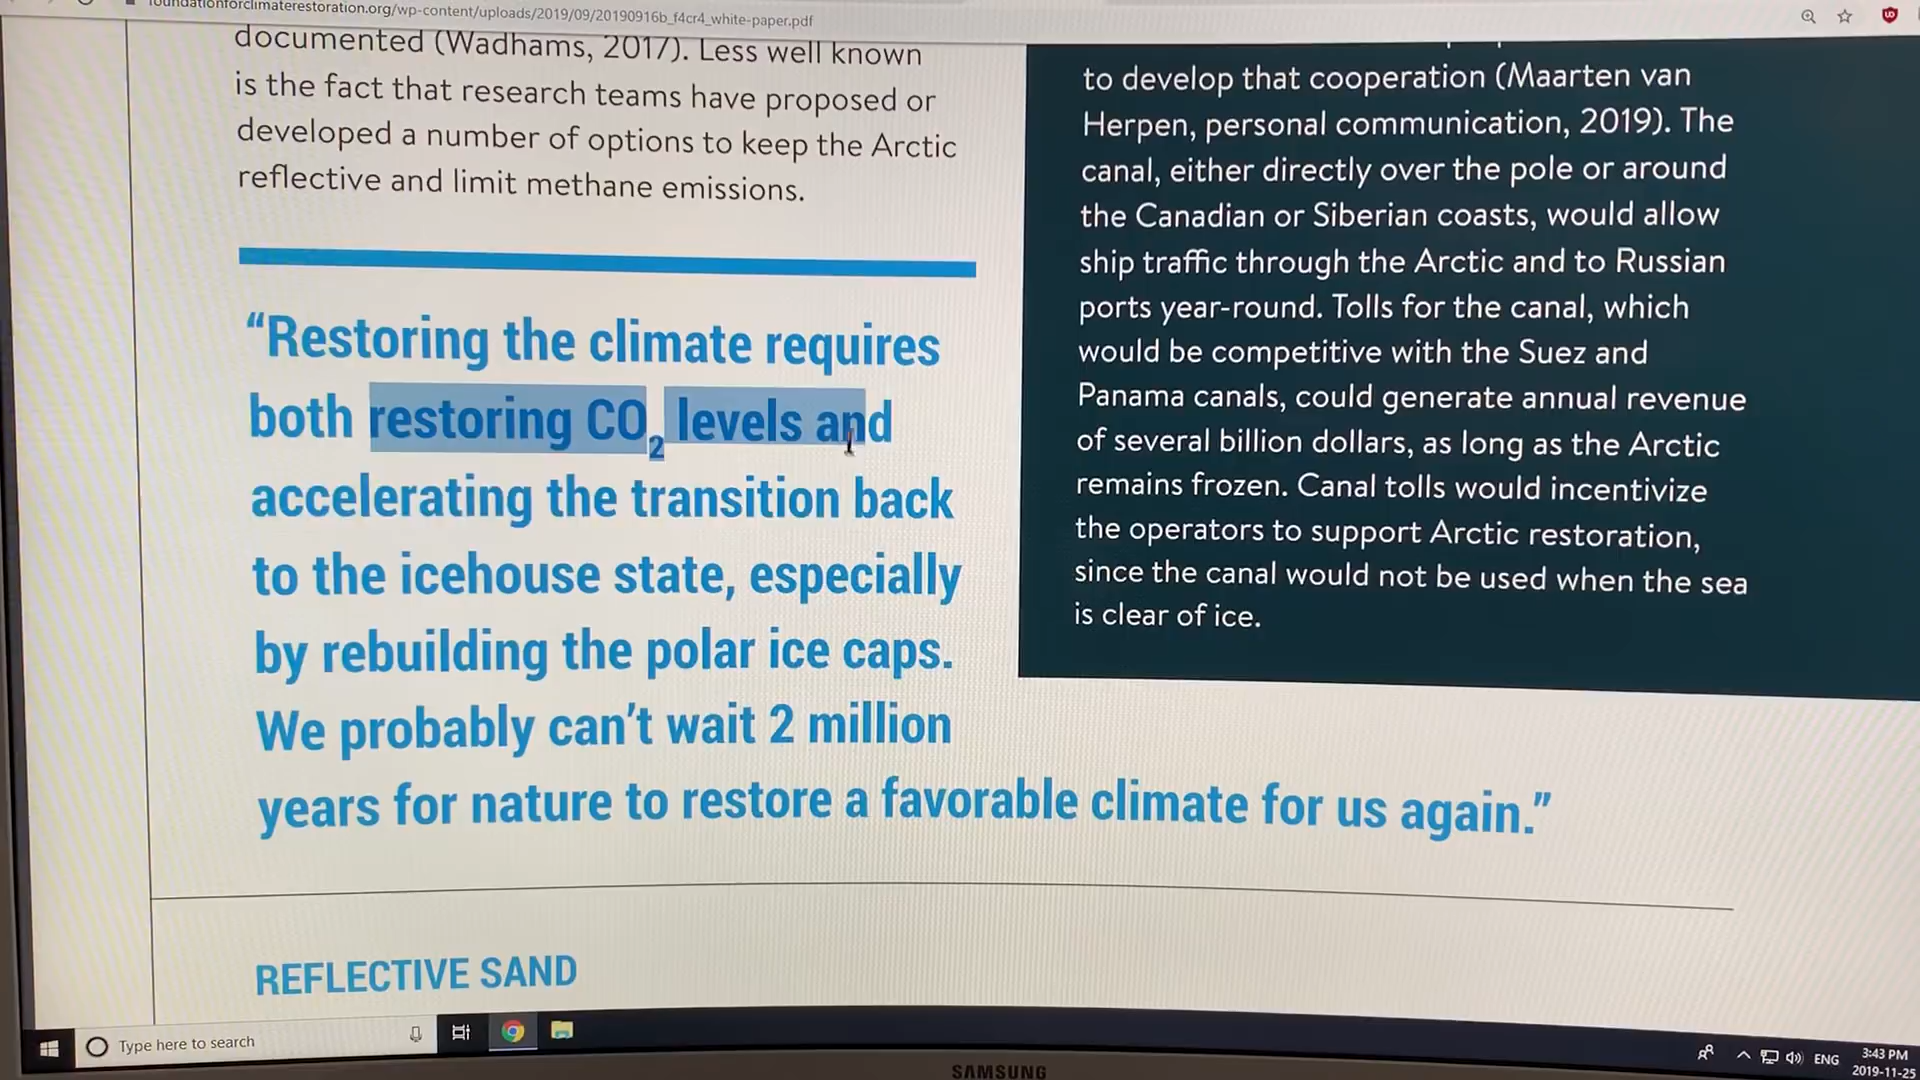 foundationforclimaterestoration.org/wp-content/uploads/2019/09/20190916b_f4cr4_white-paper.pdf
documented (Wadhams, 2017). Less well known
is the fact that research teams have proposed or
developed a number of options to keep the Arctic
reflective and limit methane emissions.
“Restoring the climate requires
both restoring CO₂ levels and
accelerating the transition back
to the icehouse state, especially
by rebuilding the polar ice caps.
We probably can’t wait 2 million
years for nature to restore a favorable climate for us again.”
REFLECTIVE SAND
to develop that cooperation (Maarten van
Herpen, personal communication, 2019). The
canal, either directly over the pole or around
the Canadian or Siberian coasts, would allow
ship traffic through the Arctic and to Russian
ports year-round. Tolls for the canal, which
would be competitive with the Suez and
Panama canals, could generate annual revenue
of several billion dollars, as long as the Arctic
remains frozen. Canal tolls would incentivize
the operators to support Arctic restoration,
since the canal would not be used when the sea
is clear of ice.
Type here to search
ENG
3:43 PM
2019-11-25
SAMSUNG